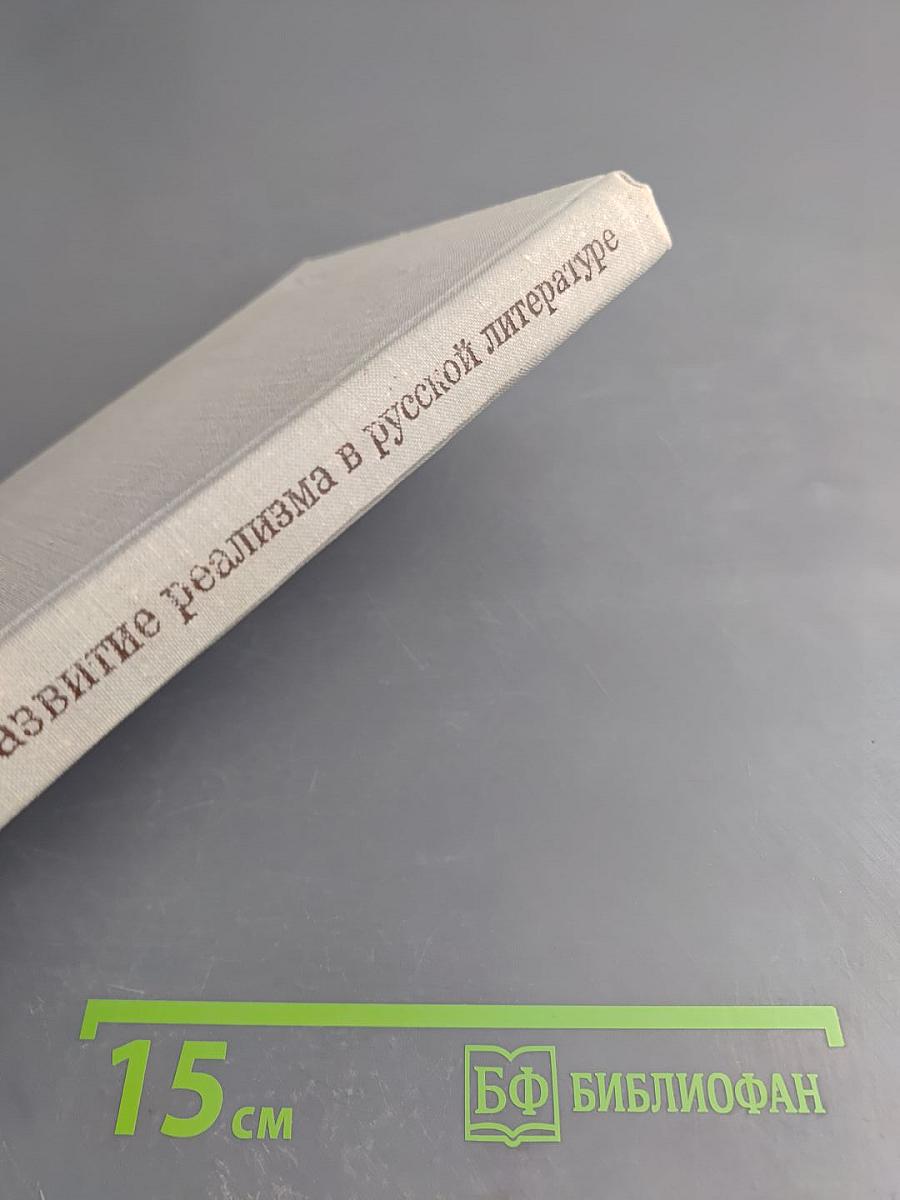 азвитие реализма в русской литературе
15 см
БФ БИБЛИОФАН